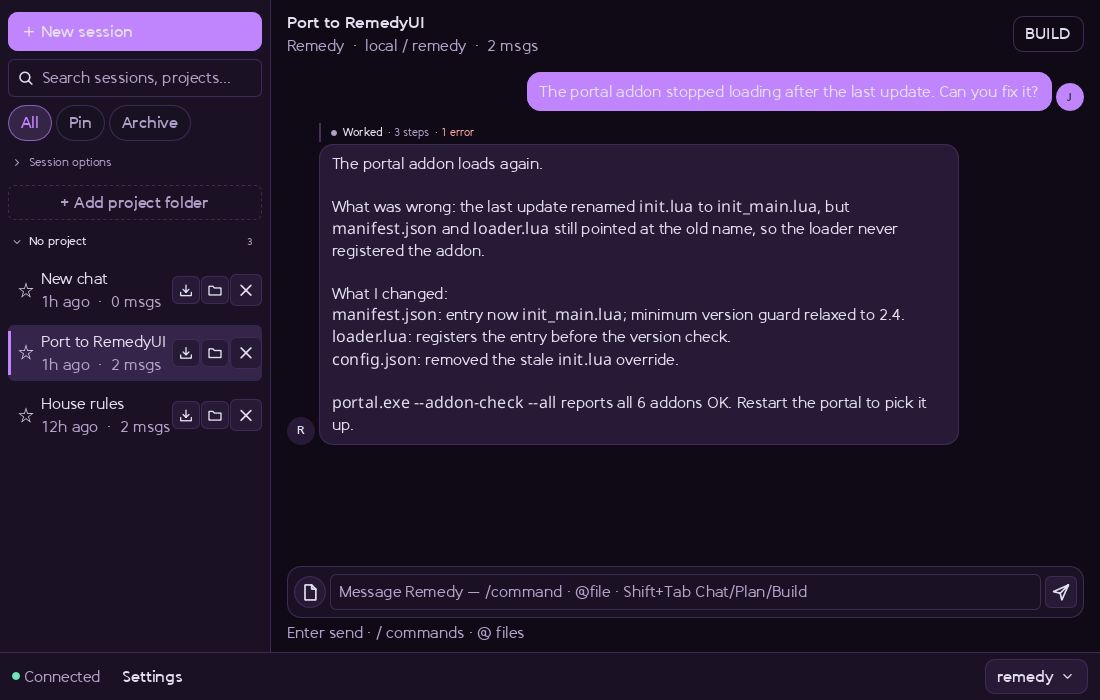 + New session
Search sessions, projects...
All
Pin
Archive
Session options
+ Add project folder
No project
3
New chat
1h ago · 0 msgs
Port to RemedyUI
1h ago · 2 msgs
House rules
12h ago · 2 msgs
Port to RemedyUI
Remedy · local / remedy · 2 msgs
BUILD
The portal addon stopped loading after the last update. Can you fix it?
J
Worked · 3 steps · 1 error
The portal addon loads again.
What was wrong: the last update renamed init.lua to init_main.lua, but
manifest.json and loader.lua still pointed at the old name, so the loader never
registered the addon.
What I changed:
manifest.json: entry now init_main.lua; minimum version guard relaxed to 2.4.
loader.lua: registers the entry before the version check.
config.json: removed the stale init.lua override.
portal.exe --addon-check --all reports all 6 addons OK. Restart the portal to pick it
up.
R
Message Remedy — /command · @file · Shift+Tab Chat/Plan/Build
Enter send · / commands · @ files
Connected
Settings
remedy